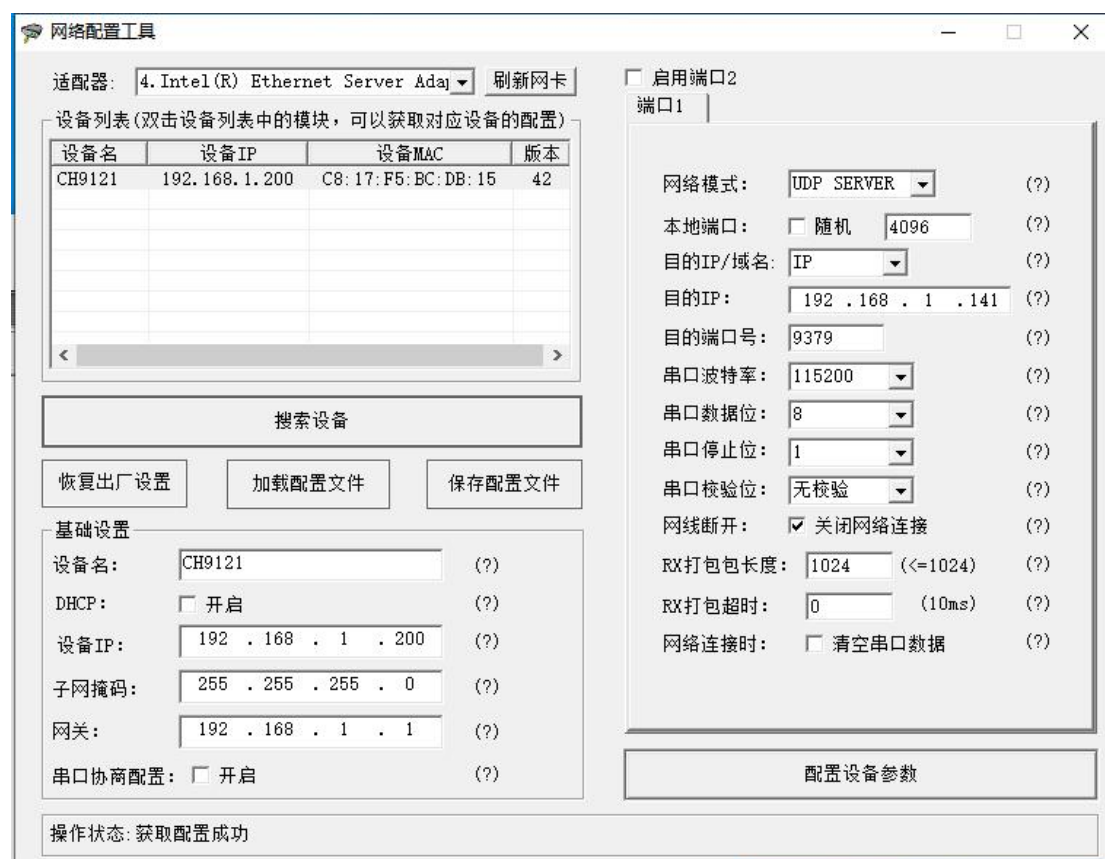 网络配置工具
适配器: 4.Intel(R) Ethernet Server Adaj 刷新网卡
设备列表(双击设备列表中的模块，可以获取对应设备的配置)
设备名 设备IP 设备MAC 版本
CH9121 192.168.1.200 C8:17:F5:BC:DB:15 42
搜索设备
恢复出厂设置 加载配置文件 保存配置文件
基础设置
设备名: CH9121 (?)
DHCP: 开启 (?)
设备IP: 192 .168 . 1 .200 (?)
子网掩码: 255 .255 .255 . 0 (?)
网关: 192 .168 . 1 . 1 (?)
串口协商配置: 开启 (?)
启用端口2
端口1
网络模式: UDP SERVER (?)
本地端口: 随机 4096 (?)
目的IP/域名: IP (?)
目的IP: 192 .168 . 1 .141 (?)
目的端口号: 9379 (?)
串口波特率: 115200 (?)
串口数据位: 8 (?)
串口停止位: 1 (?)
串口校验位: 无校验 (?)
网线断开: 关闭网络连接 (?)
RX打包包长度: 1024 (<=1024) (?)
RX打包超时: 0 (10ms) (?)
网络连接时: 清空串口数据 (?)
配置设备参数
操作状态:获取配置成功